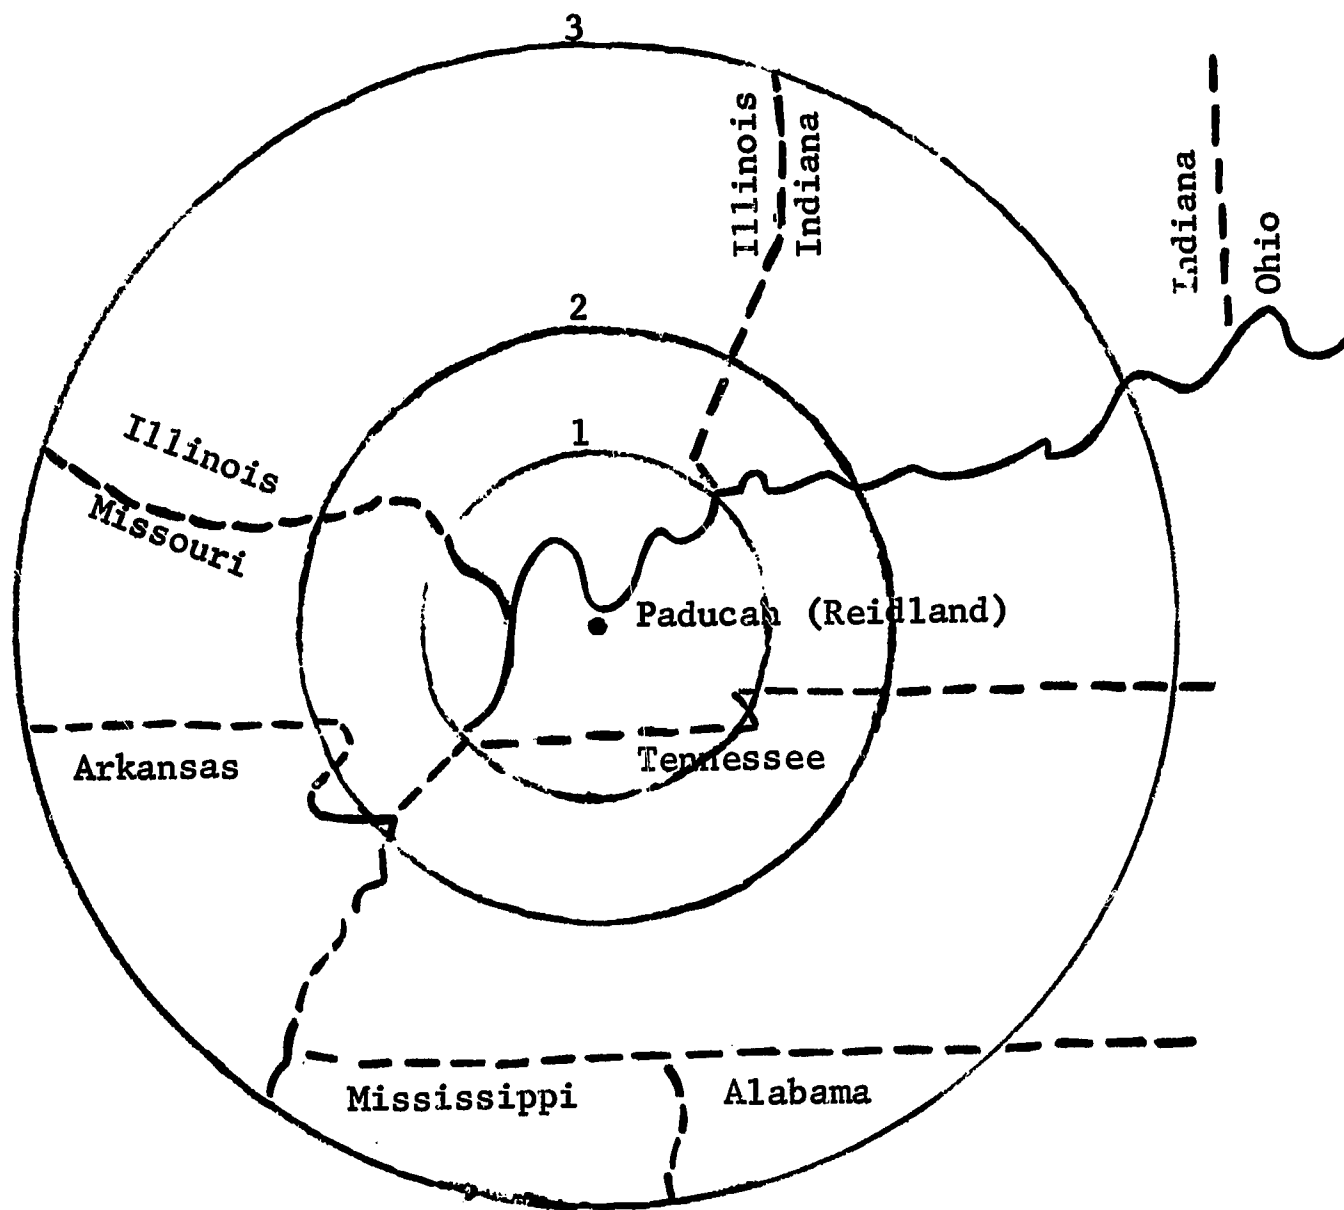 3
Illinois
Indiana
Indiana
Ohio
2
1
Illinois
Missouri
Paducah (Reidland)
Arkansas
Tennessee
Mississippi
Alabama